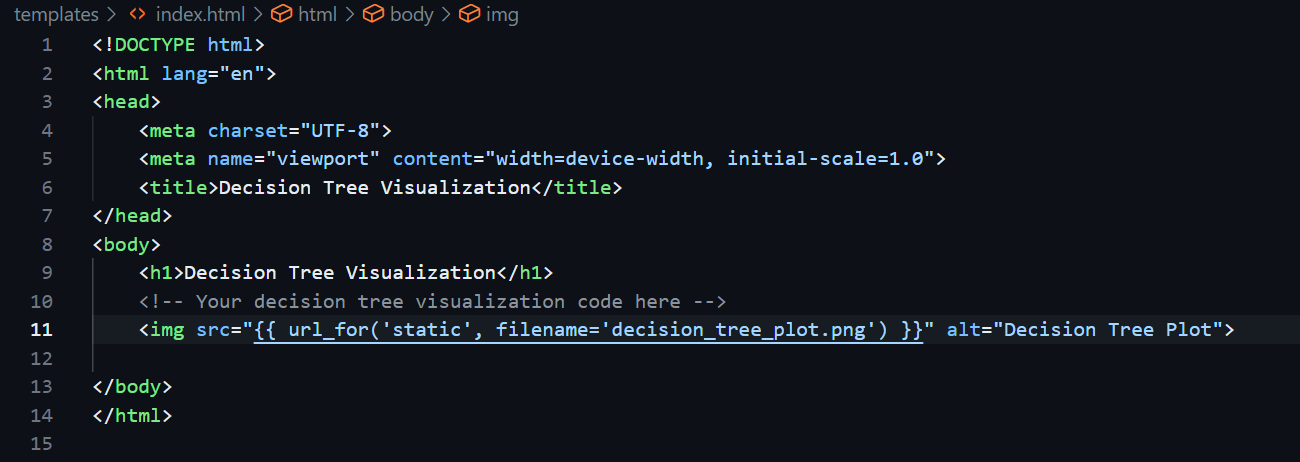 templates > <> index.html > html > body > img
1 <!DOCTYPE html>
2 <html lang="en">
3 <head>
4     <meta charset="UTF-8">
5     <meta name="viewport" content="width=device-width, initial-scale=1.0">
6     <title>Decision Tree Visualization</title>
7 </head>
8 <body>
9     <h1>Decision Tree Visualization</h1>
10     <!-- Your decision tree visualization code here -->
11     <img src="{{ url_for('static', filename='decision_tree_plot.png') }}" alt="Decision Tree Plot">
12
13 </body>
14 </html>
15